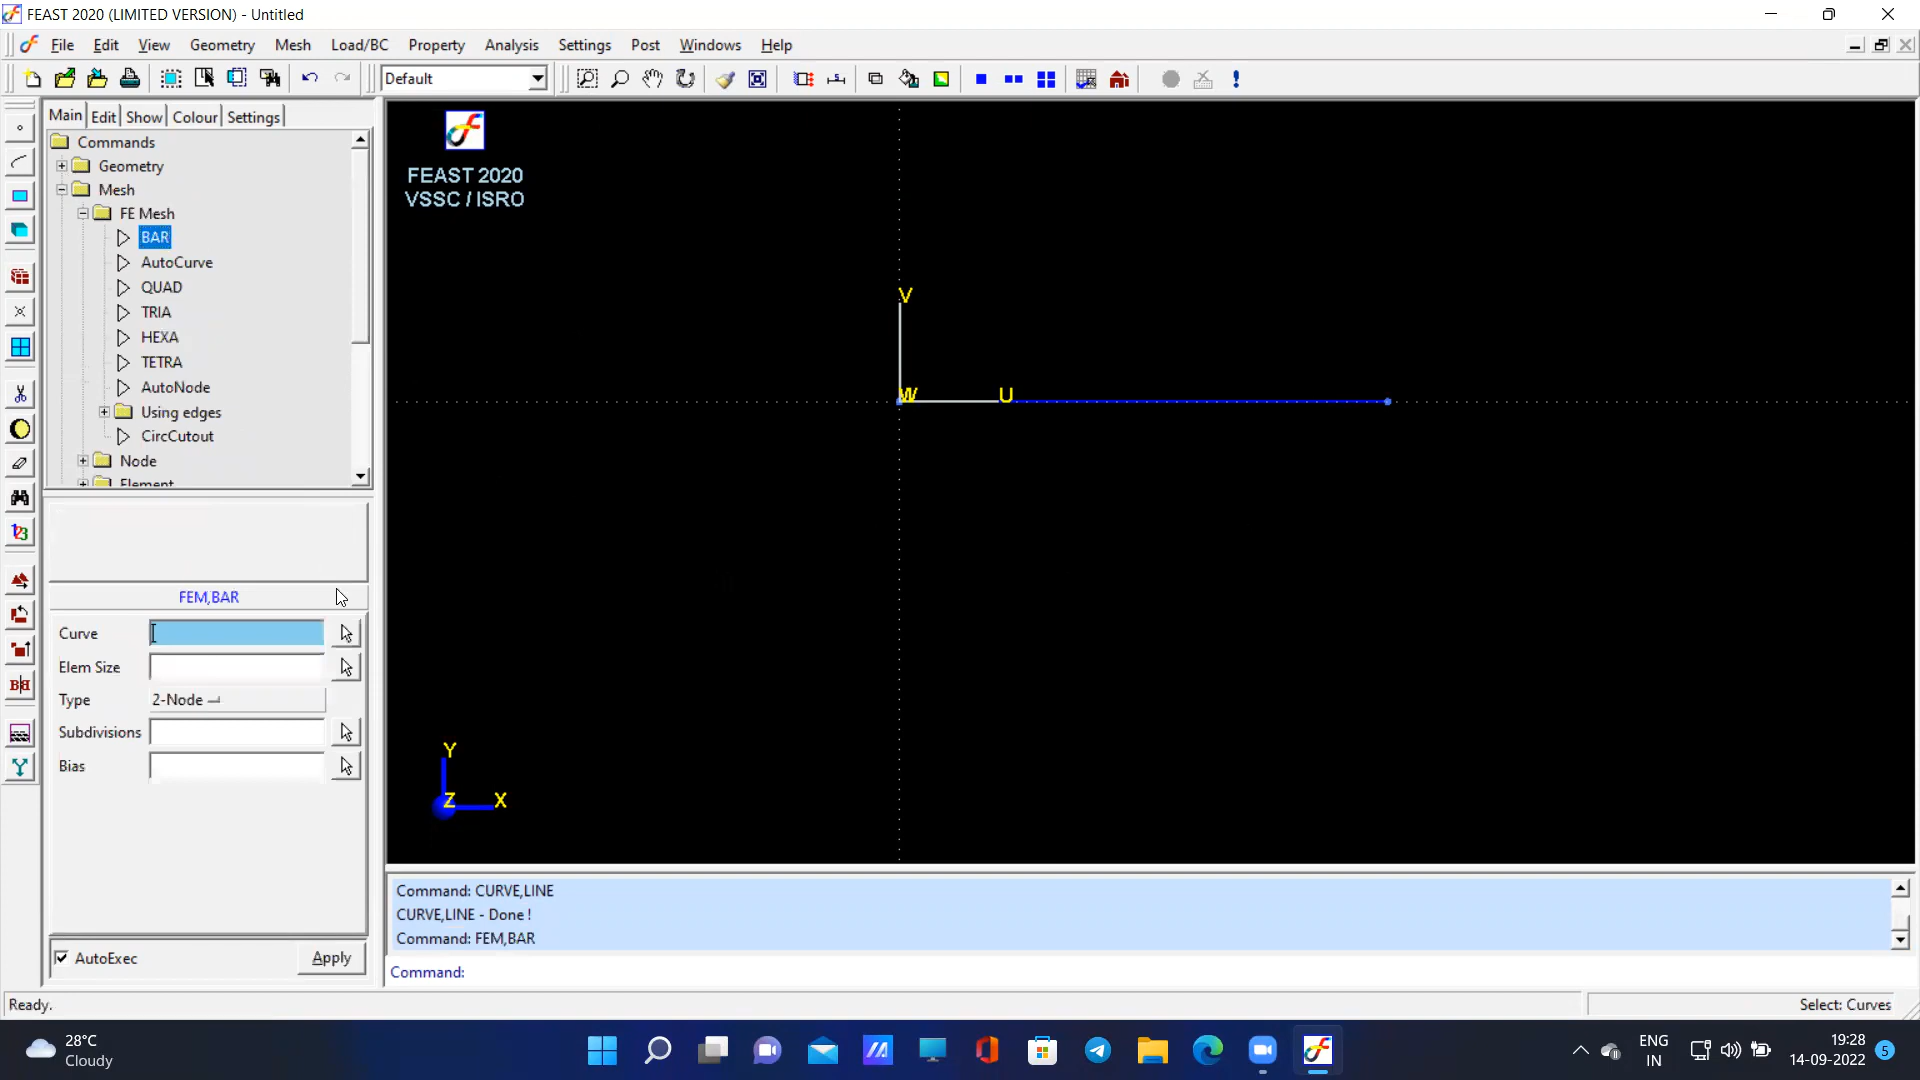 FEAST 2020 (LIMITED VERSION) - Untitled
File Edit View Geometry Mesh Load/BC Property Analysis Settings Post Windows Help
Default
Main Edit Show Colour Settings
Commands
Geometry
Mesh
FE Mesh
BAR
AutoCurve
QUAD
TRIA
HEXA
TETRA
AutoNode
Using edges
CircCutout
Node
Element
123
FEM,BAR
Curve
Elem Size
Type 2-Node
Subdivisions
Bias
AutoExec Apply
FEAST 2020
VSSC / ISRO
V
W U
Y
Z X
Command: CURVE,LINE
CURVE,LINE - Done !
Command: FEM,BAR
Command:
Ready. Select: Curves
28°C
Cloudy
ENG
IN
19:28
14-09-2022
5